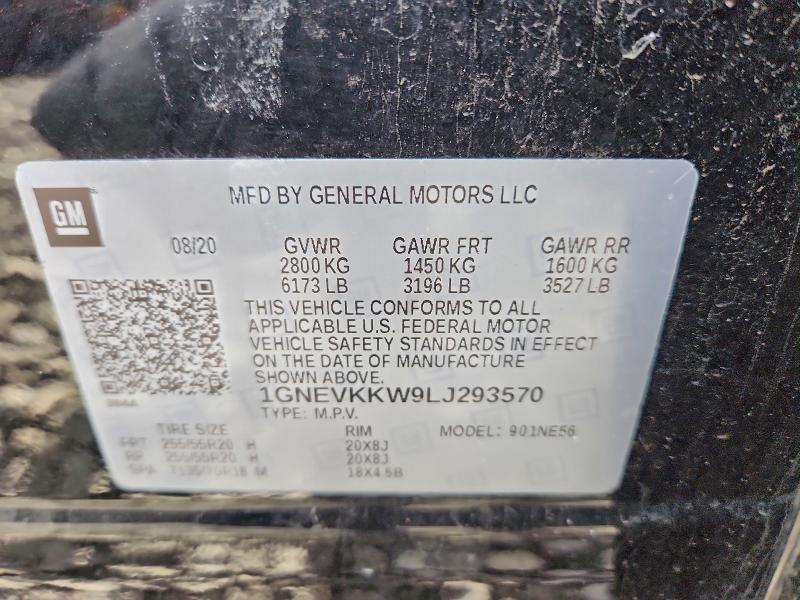 MFD BY GENERAL MOTORS LLC
GM
08/20 GVWR GAWR FRT GAWR RR
2800 KG 1450 KG 1600 KG
6173 LB 3196 LB 3527 LB
THIS VEHICLE CONFORMS TO ALL
APPLICABLE U.S. FEDERAL MOTOR
VEHICLE SAFETY STANDARDS IN EFFECT
ON THE DATE OF MANUFACTURE
SHOWN ABOVE.
1GNEVKKW9LJ293570
TYPE: M.P.V.
TIRE SIZE RIM MODEL: 901NE56
FRT 255/55R20 H 20X8J
RR 255/55R20 H 20X8J
SPA T135/70R18 M 18X4.5B